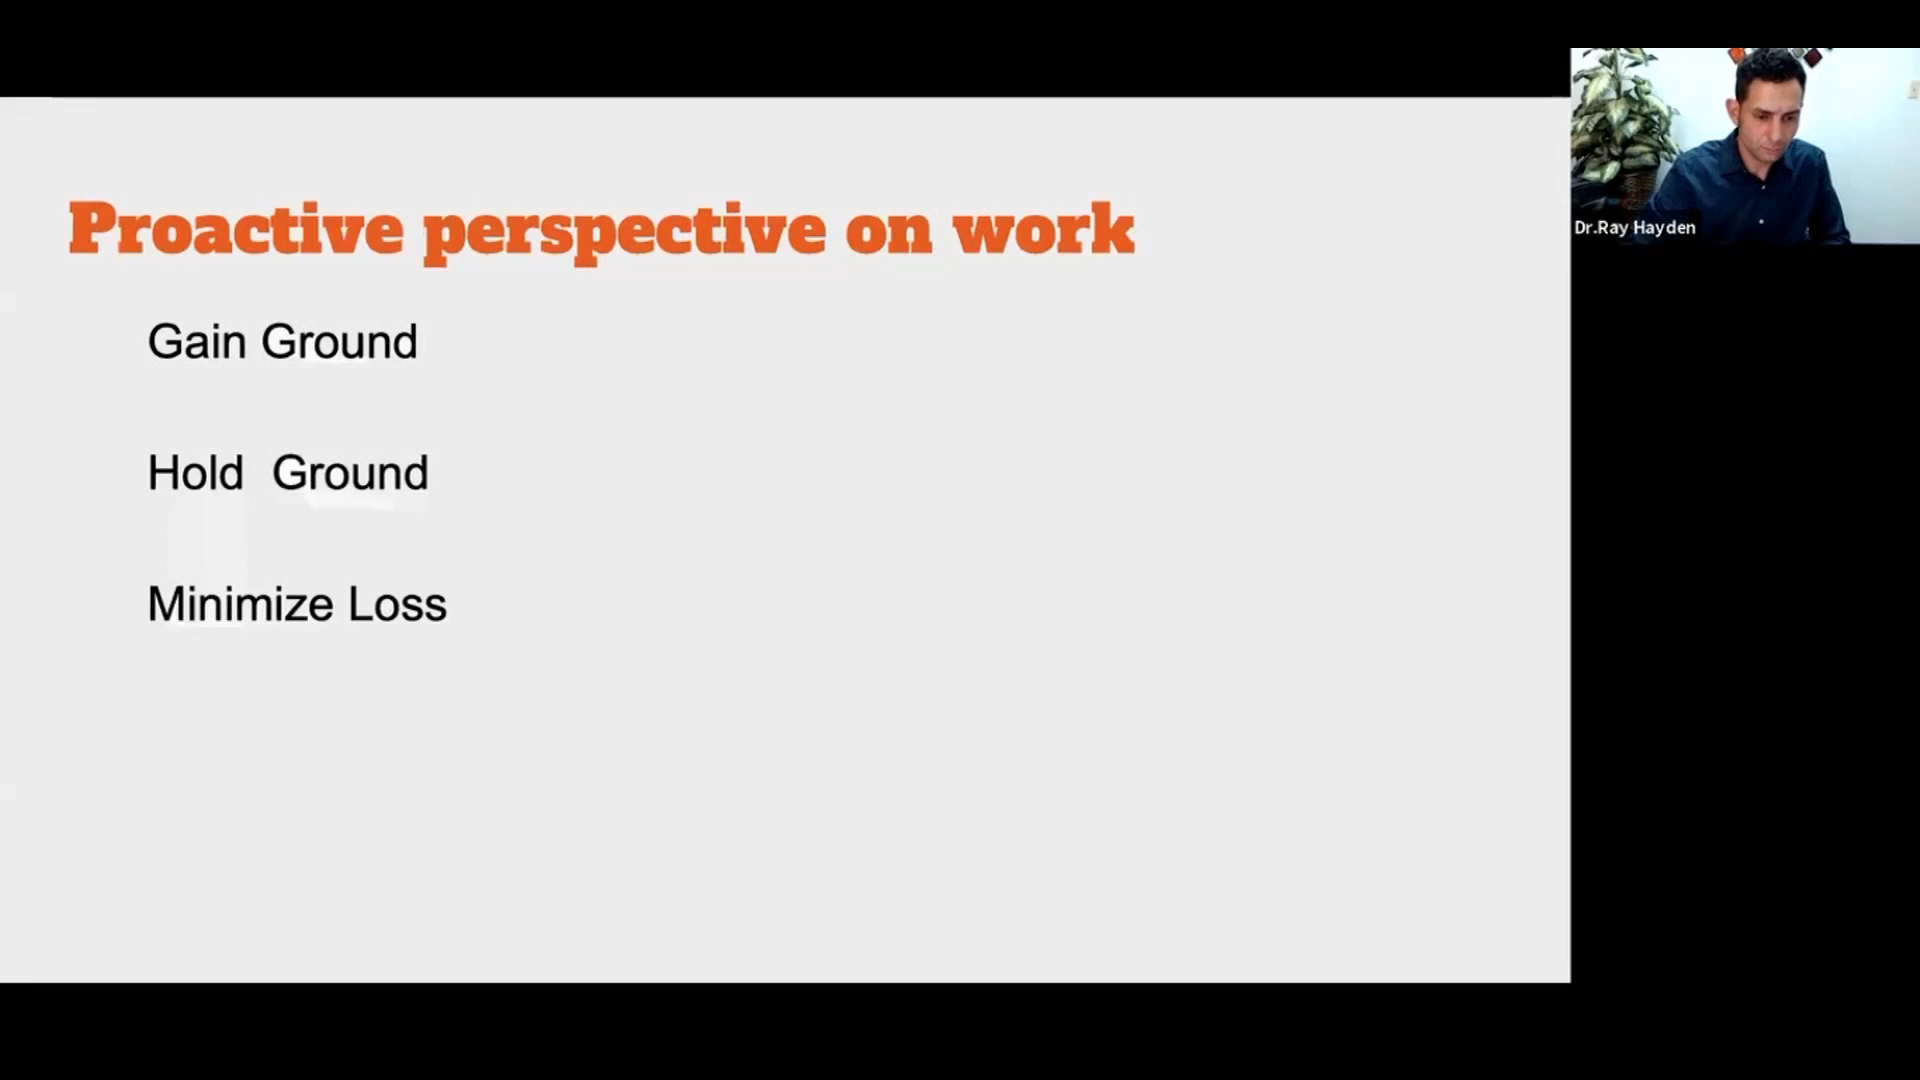 Proactive perspective on work
Gain Ground
Hold  Ground
Minimize Loss
Dr.Ray Hayden